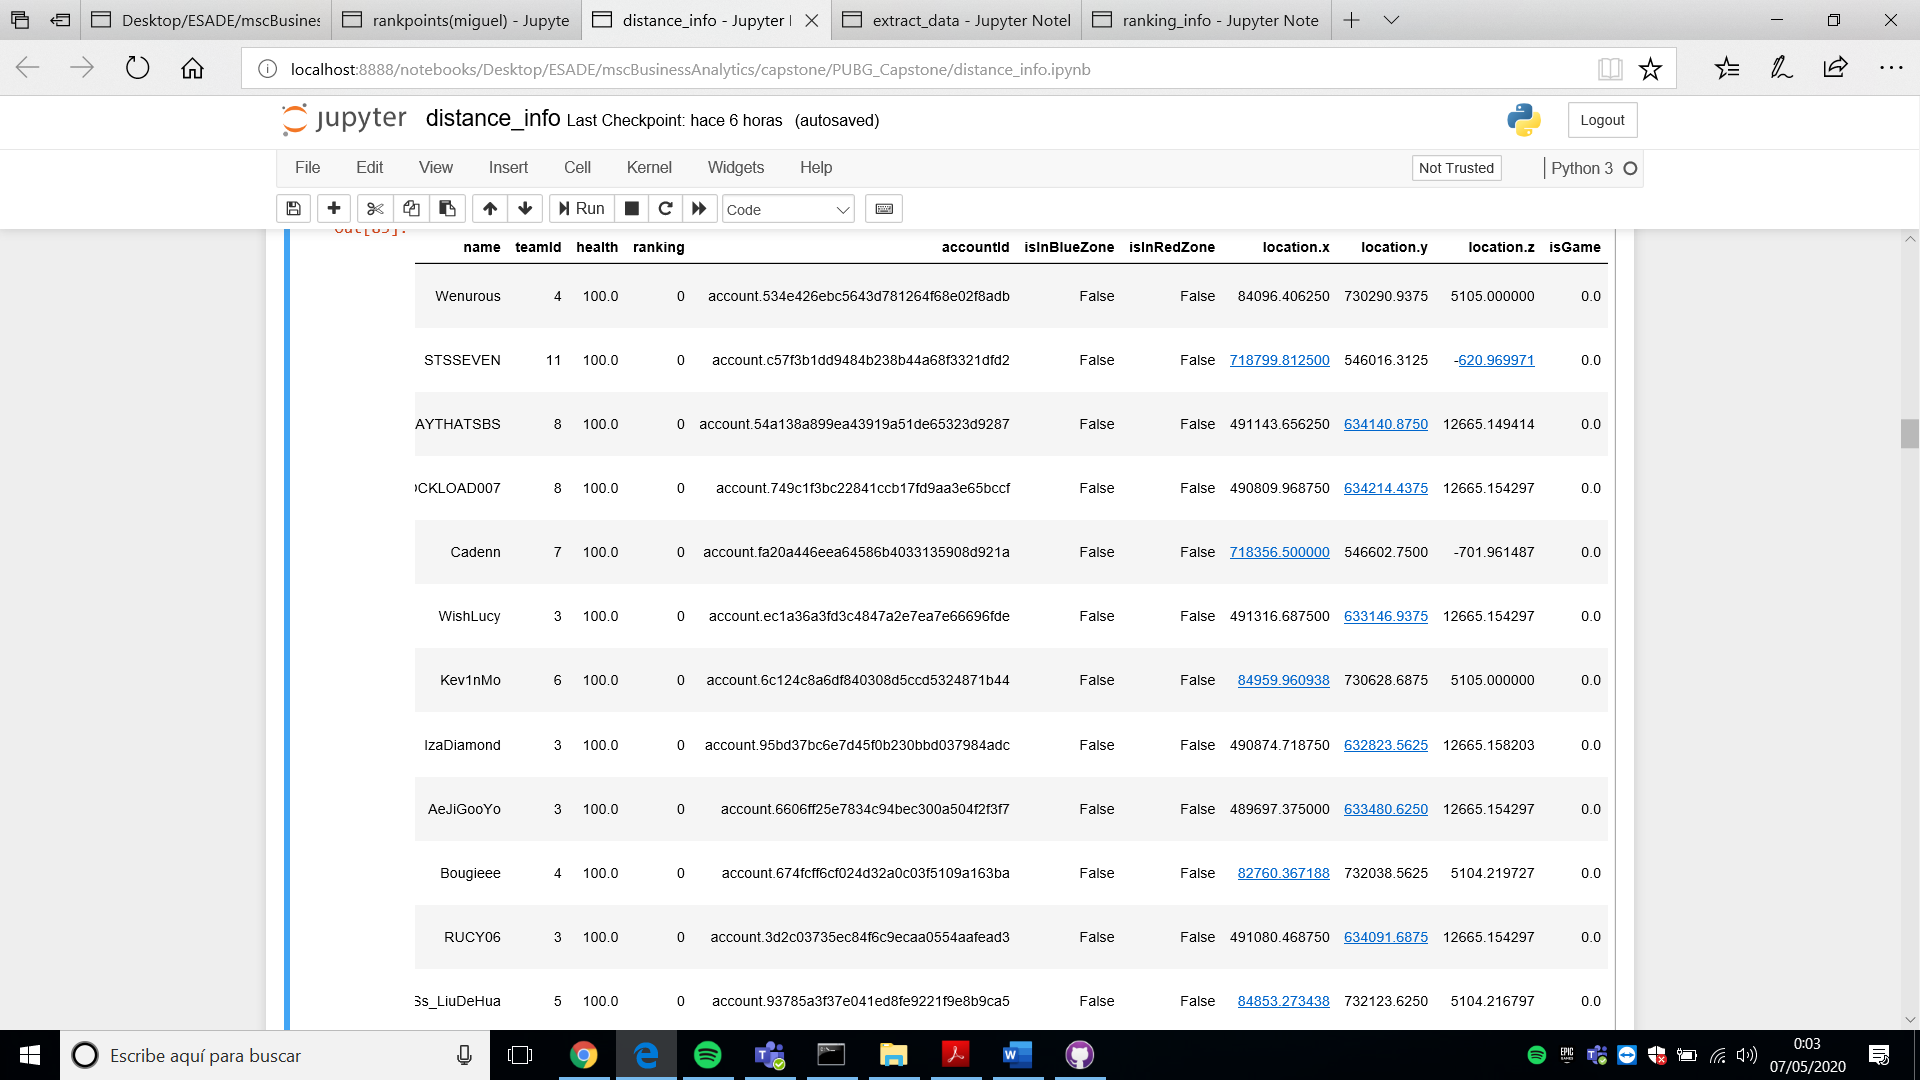 Desktop/ESADE/mscBusines
rankpoints(miguel) - Jupyte
distance_info - Jupyter
extract_data - Jupyter Notel
ranking_info - Jupyter Note
localhost:8888/notebooks/Desktop/ESADE/mscBusinessAnalytics/capstone/PUBG_Capstone/distance_info.ipynb
jupyter distance_info Last Checkpoint: hace 6 horas (autosaved)
Logout
File Edit View Insert Cell Kernel Widgets Help
Not Trusted Python 3
Run Code
name teamId health ranking accountId isInBlueZone isInRedZone location.x location.y location.z isGame
Wenurous 4 100.0 0 account.534e426ebc5643d781264f68e02f8adb False False 84096.406250 730290.9375 5105.000000 0.0
STSSEVEN 11 100.0 0 account.c57f3b1dd9484b238b44a68f3321dfd2 False False 718799.812500 546016.3125 -620.969971 0.0
AYTHATSBS 8 100.0 0 account.54a138a899ea43919a51de65323d9287 False False 491143.656250 634140.8750 12665.149414 0.0
OCKLOAD007 8 100.0 0 account.749c1f3bc22841ccb17fd9aa3e65bccf False False 490809.968750 634214.4375 12665.154297 0.0
Cadenn 7 100.0 0 account.fa20a446eea64586b4033135908d921a False False 718356.500000 546602.7500 -701.961487 0.0
WishLucy 3 100.0 0 account.ec1a36a3fd3c4847a2e7ea7e66696fde False False 491316.687500 633146.9375 12665.154297 0.0
Kev1nMo 6 100.0 0 account.6c124c8a6df840308d5ccd5324871b44 False False 84959.960938 730628.6875 5105.000000 0.0
IzaDiamond 3 100.0 0 account.95bd37bc6e7d45f0b230bbd037984adc False False 490874.718750 632823.5625 12665.158203 0.0
AeJiGooYo 3 100.0 0 account.6606ff25e7834c94bec300a504f2f3f7 False False 489697.375000 633480.6250 12665.154297 0.0
Bougieee 4 100.0 0 account.674fcff6cf024d32a0c03f5109a163ba False False 82760.367188 732038.5625 5104.219727 0.0
RUCY06 3 100.0 0 account.3d2c03735ec84f6c9ecaa0554aafead3 False False 491080.468750 634091.6875 12665.154297 0.0
Ss_LiuDeHua 5 100.0 0 account.93785a3f37e041ed8fe9221f9e8b9ca5 False False 84853.273438 732123.6250 5104.216797 0.0
Escribe aquí para buscar
0:03
07/05/2020